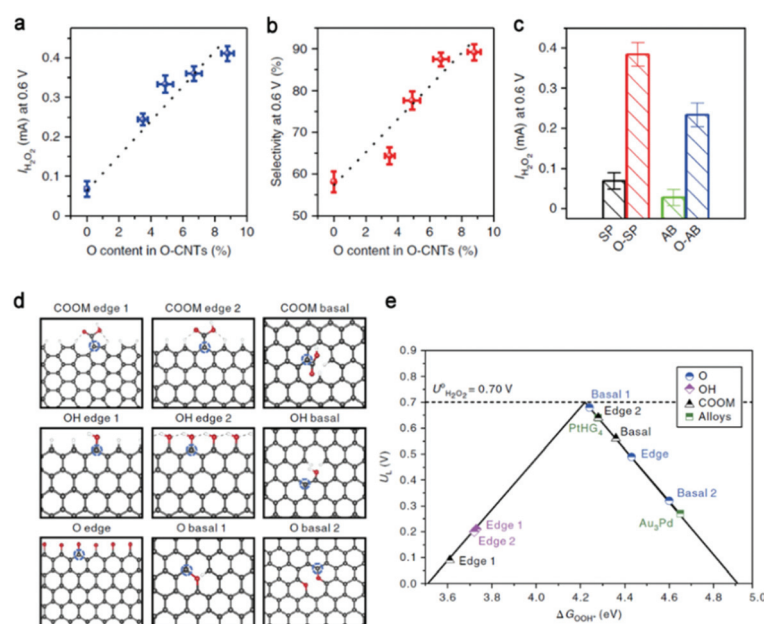 a
I_H₂O₂ (mA) at 0.6 V
0.4
0.3
0.2
0.1
0
0 2 4 6 8 10
O content in O-CNTs (%)
b
Selectivity at 0.6 V (%)
100
90
80
70
60
50
0 2 4 6 8 10
O content in O-CNTs (%)
c
I_H₂O₂ (mA) at 0.6 V
0.4
0.3
0.2
0.1
0
SP O-SP AB O-AB
d
COOM edge 1 COOM edge 2 COOM basal
OH edge 1 OH edge 2 OH basal
O edge O basal 1 O basal 2
e
U_L (V)
0.9
0.8
0.7
0.6
0.5
0.4
0.3
0.2
0.1
0.0
U°_H₂O₂ = 0.70 V
O
OH
COOM
Alloys
Basal 1
Edge 2
PtHG₄
Basal
Edge
Basal 2
Au₃Pd
Edge 1
Edge 2
Edge 1
3.6 3.8 4.0 4.2 4.4 4.6 4.8 5.0
ΔG_OOH* (eV)